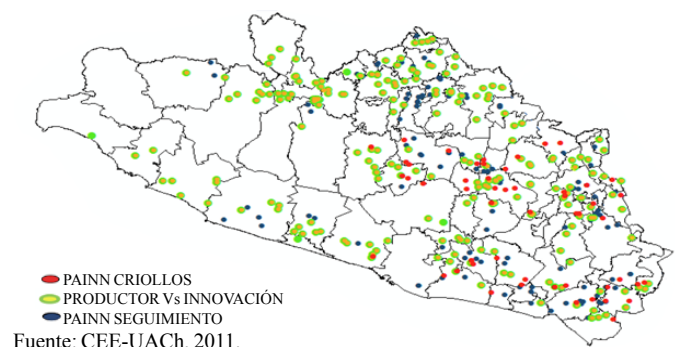 PAINN CRIOLLOS
PRODUCTOR Vs INNOVACIÓN
PAINN SEGUIMIENTO
Fuente: CEE-UACh. 2011.